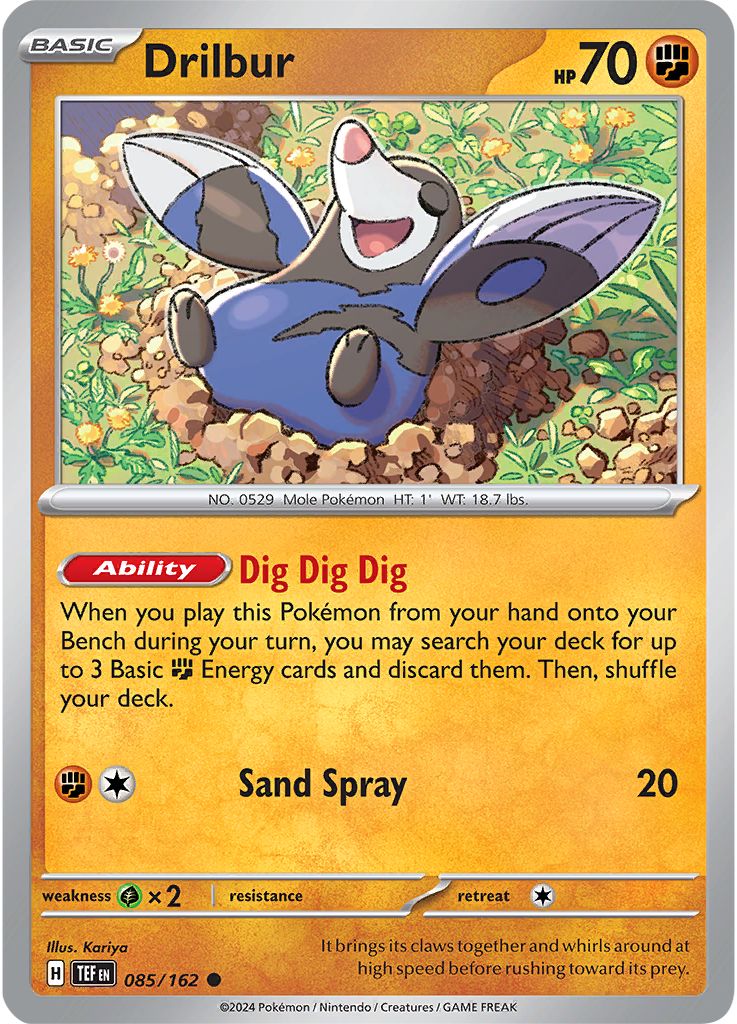 BASIC
Drilbur
HP 70
NO. 0529 Mole Pokémon HT: 1' WT: 18.7 lbs.
Ability Dig Dig Dig
When you play this Pokémon from your hand onto your
Bench during your turn, you may search your deck for up
to 3 Basic Energy cards and discard them. Then, shuffle
your deck.
Sand Spray 20
weakness ×2 resistance retreat
Illus. Kariya
It brings its claws together and whirls around at
high speed before rushing toward its prey.
H TEF EN 085/162
©2024 Pokémon / Nintendo / Creatures / GAME FREAK